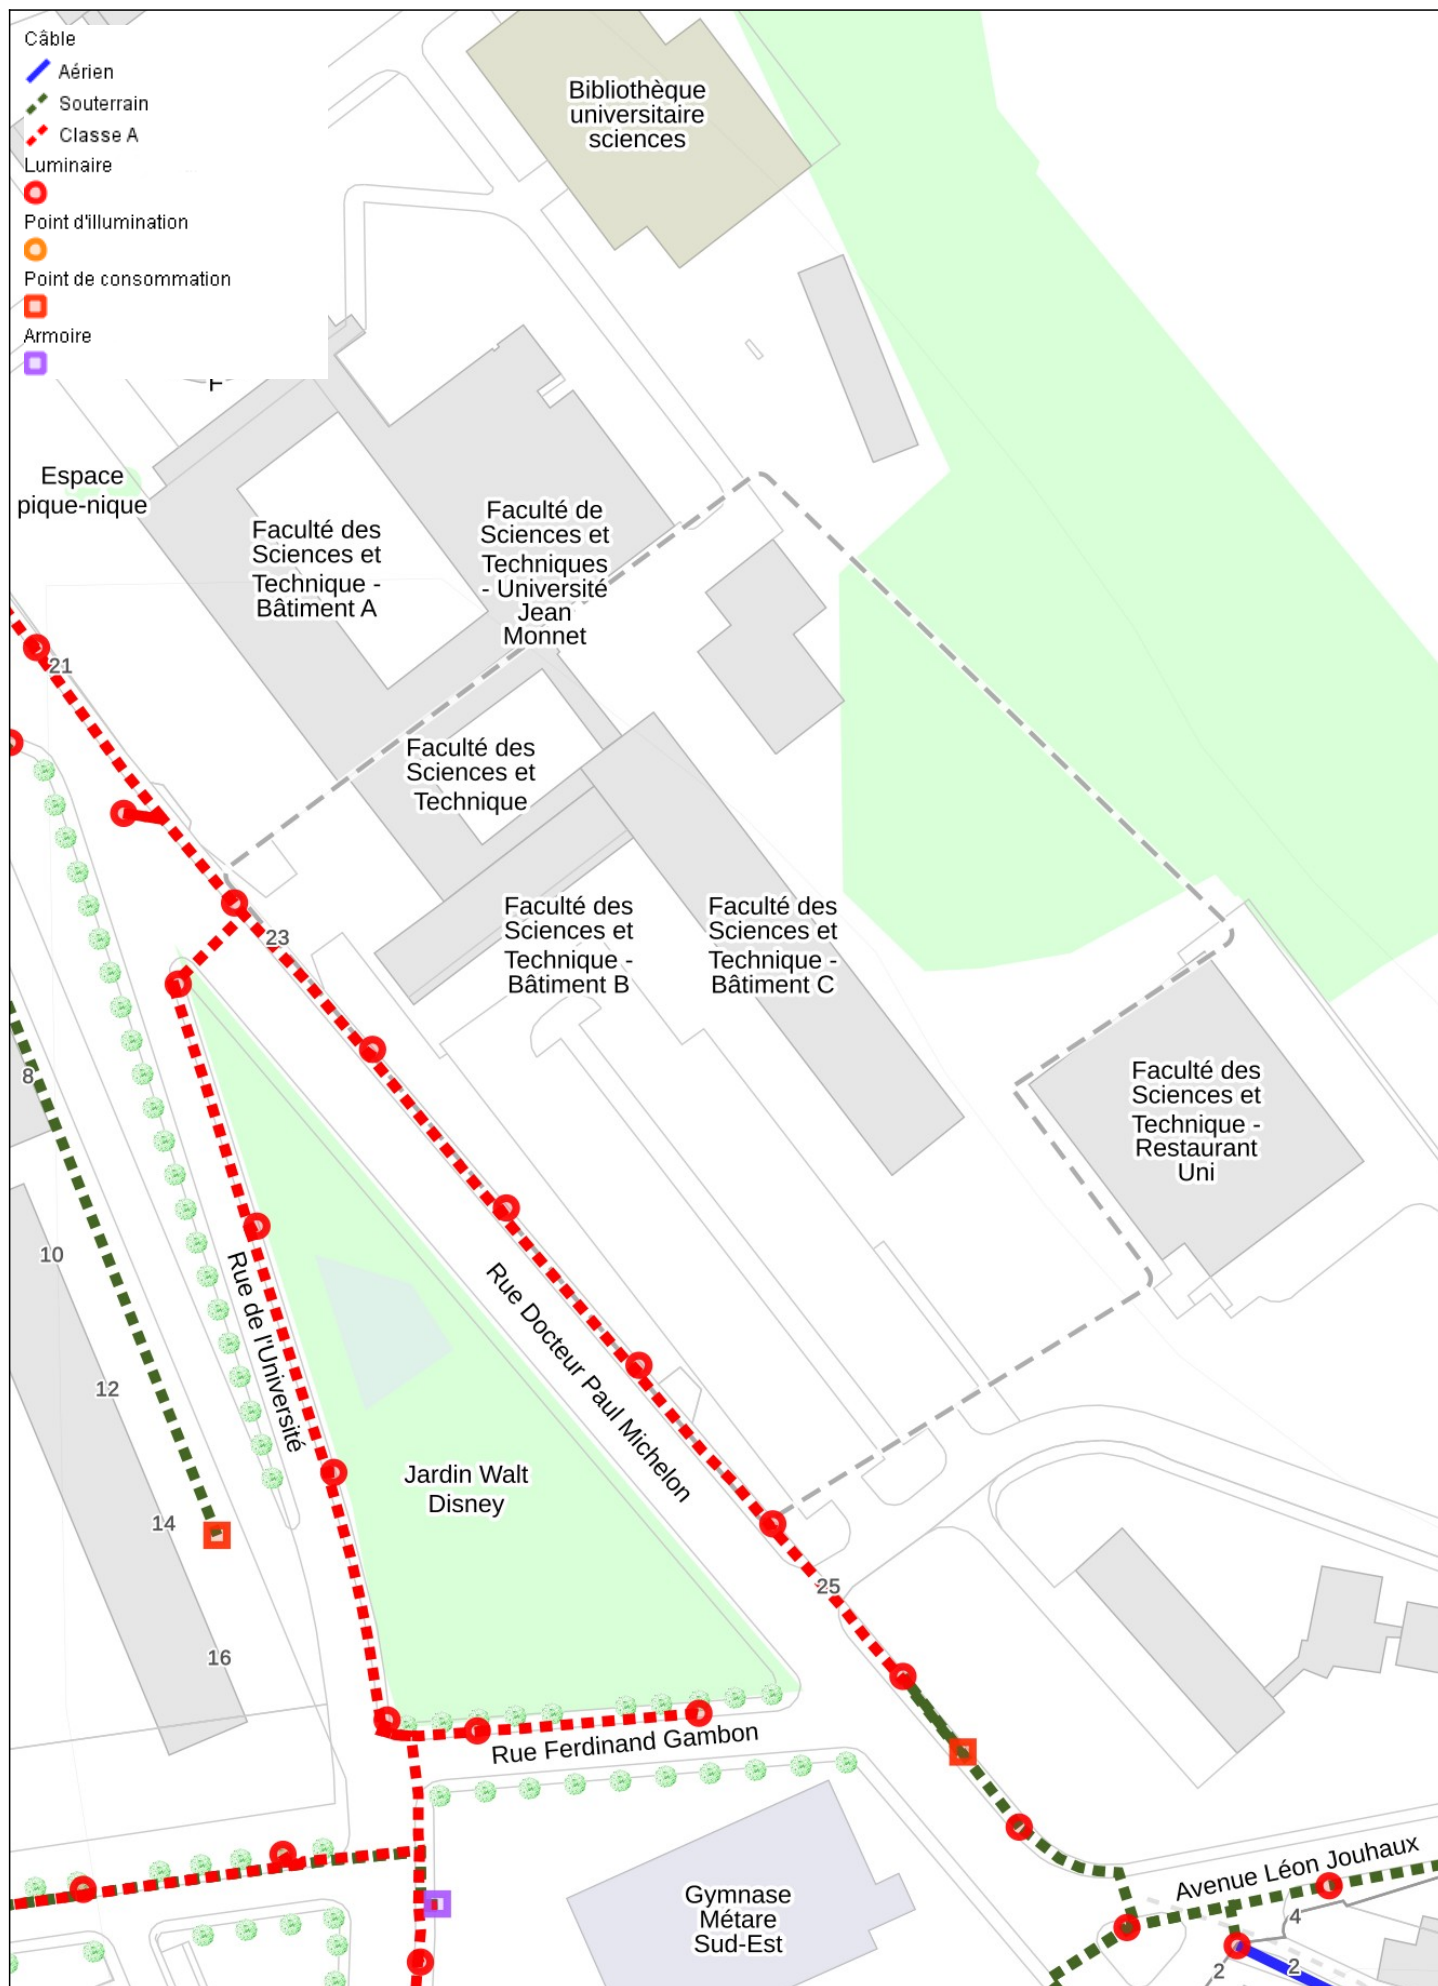 Câble
Aérien
Souterrain
Classe A
Luminaire
Point d'illumination
Point de consommation
Armoire
Bibliothèque
universitaire
sciences
F
Espace
pique-nique
Faculté des
Sciences et
Technique -
Bâtiment A
Faculté de
Sciences et
Techniques
- Université
Jean
Monnet
21
Faculté des
Sciences et
Technique
23
Faculté des
Sciences et
Technique -
Bâtiment B
Faculté des
Sciences et
Technique -
Bâtiment C
8
Faculté des
Sciences et
Technique -
Restaurant
Uni
10
Rue de l'Université
Rue Docteur Paul Michelon
12
Jardin Walt
Disney
14
25
16
Rue Ferdinand Gambon
Gymnase
Métare
Sud-Est
Avenue Léon Jouhaux
4
2
2